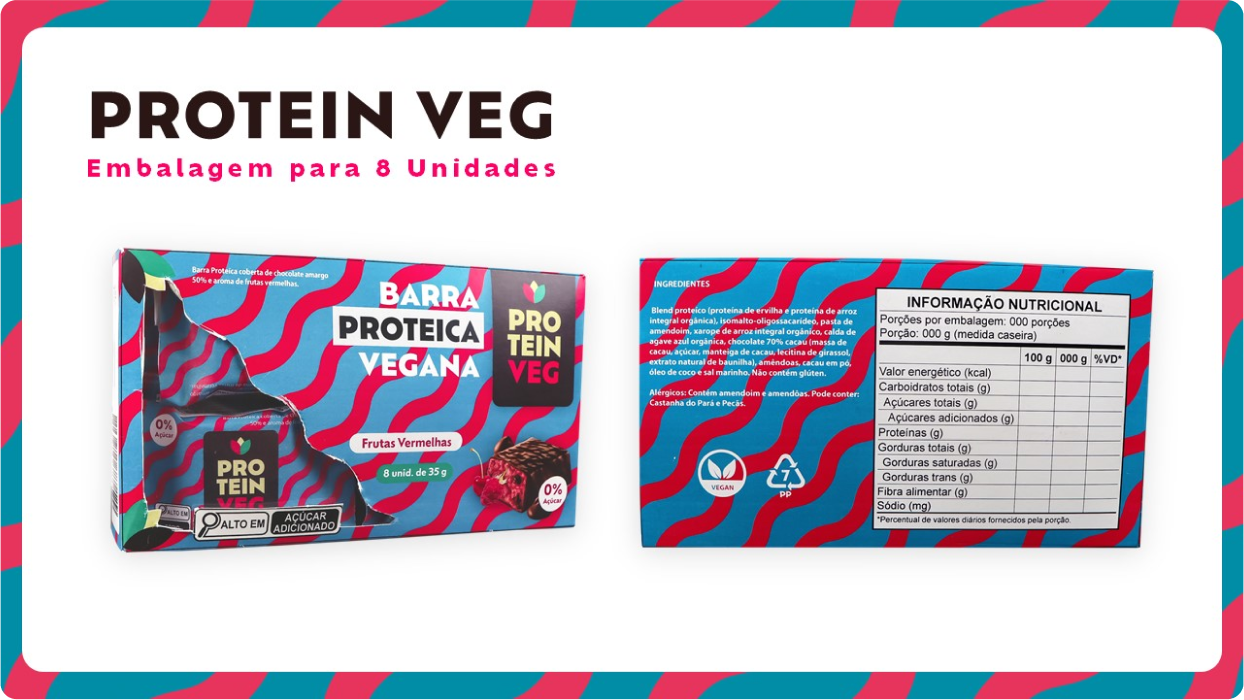 PROTEIN VEG
Embalagem para 8 Unidades
Barra Proteica coberta de chocolate amargo
50% e aroma de frutas vermelhas.
BARRA
PROTEICA
VEGANA
PRO
TEIN
VEG
Frutas Vermelhas
8 unid. de 35 g
0%
Açúcar
0%
Açúcar
PRO
TEIN
VEG
ALTO EM
ALTO EM
AÇÚCAR
ADICIONADO
INGREDIENTES
Blend proteico (proteína de ervilha e proteína de arroz
integral orgânica), isomalto-oligossacarídeo, pasta de
amendoim, xarope de arroz integral orgânico, calda de
agave azul orgânica, chocolate 70% cacau (massa de
cacau, açúcar, manteiga de cacau, lecitina de girassol,
extrato natural de baunilha), amêndoas, cacau em pó,
óleo de coco e sal marinho. Não contém glúten.
Alérgicos: Contém amendoim e amendôas. Pode conter:
Castanha do Pará e Pecãs.
VEGAN
7
PP
INFORMAÇÃO NUTRICIONAL
Porções por embalagem: 000 porções
Porção: 000 g (medida caseira)
100 g 000 g %VD*
Valor energético (kcal)
Carboidratos totais (g)
Açúcares totais (g)
Açúcares adicionados (g)
Proteínas (g)
Gorduras totais (g)
Gorduras saturadas (g)
Gorduras trans (g)
Fibra alimentar (g)
Sódio (mg)
*Percentual de valores diários fornecidos pela porção.